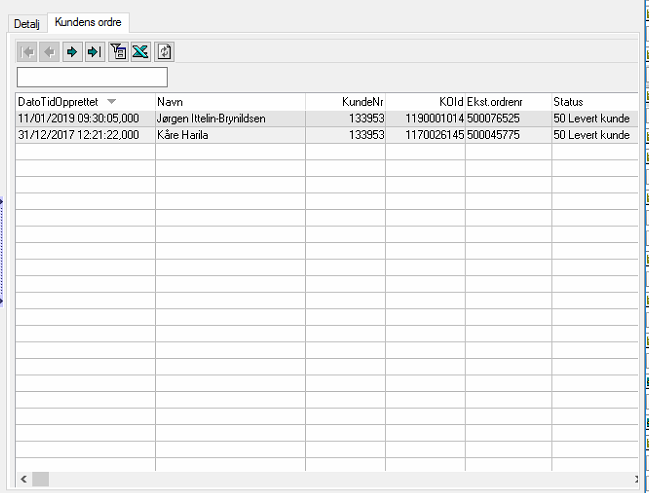 Detalj Kundens ordre
DatoTidOpprettet Navn KundeNr KOId Ekst.ordrenr Status
11/01/2019 09:30:05,000 Jørgen Ittelin-Brynildsen 133953 1190001014 500076525 50 Levert kunde
31/12/2017 12:21:22,000 Kåre Harila 133953 1170026145 500045775 50 Levert kunde